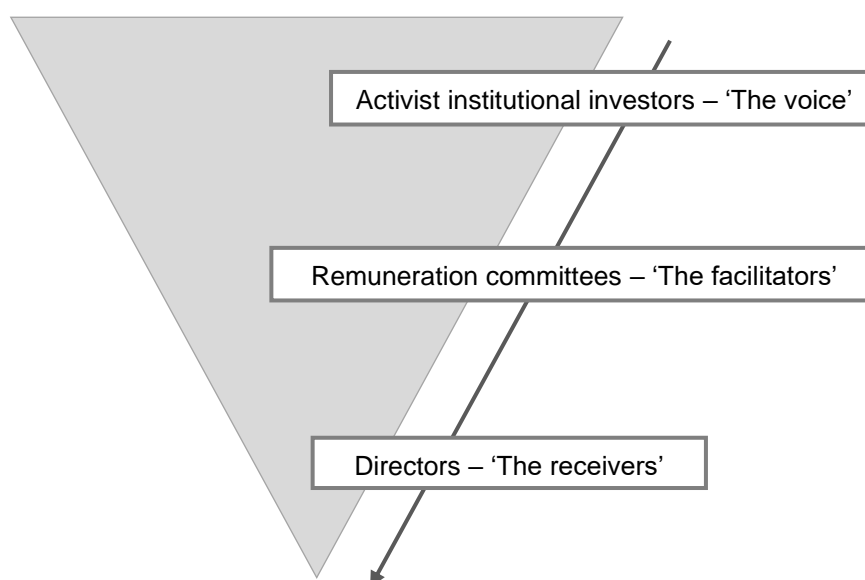 Activist institutional investors – ‘The voice’
Remuneration committees – ‘The facilitators’
Directors – ‘The receivers’